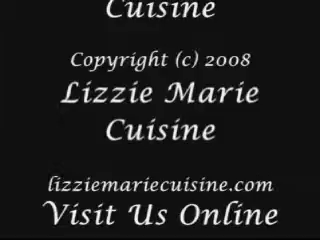 Cuisine
Copyright (c) 2008
Lizzie Marie
Cuisine
lizziemariecuisine.com
Visit Us Online